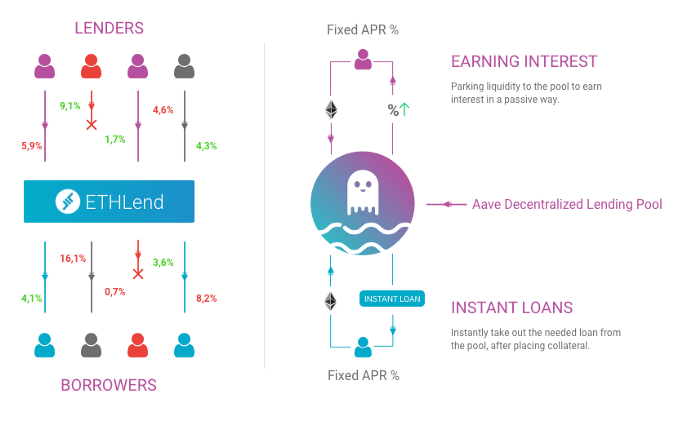 LENDERS
9,1%
4,6%
5,9%
1,7%
4,3%
ETHLend
16,1%
3,6%
4,1%
0,7%
8,2%
BORROWERS
Fixed APR %
%
Aave Decentralized Lending Pool
INSTANT LOAN
Fixed APR %
EARNING INTEREST
Parking liquidity to the pool to earn
interest in a passive way.
INSTANT LOANS
Instantly take out the needed loan from
the pool, after placing collateral.